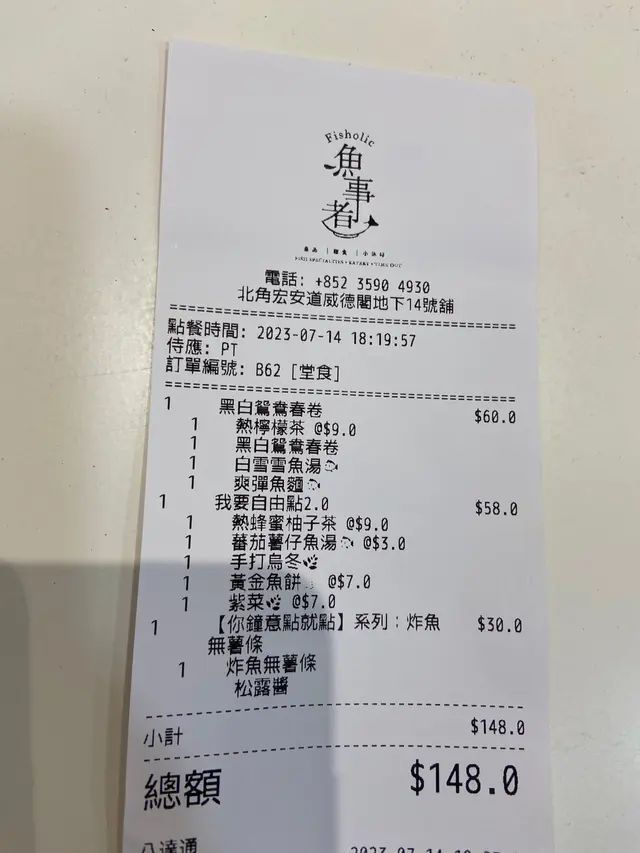 Fisholic
魚事者
FISH SPECIALTIES • EATERY • TIME OUT
電話: +852 3590 4930
北角宏安道威德閣地下14號舖
點餐時間: 2023-07-14 18:19:57
侍應: PT
訂單編號: B62 [堂食]
1 黑白鴛鴦春卷 $60.0
1 熱檸檬茶 @$9.0
1 黑白鴛鴦春卷
1 白雪雪魚湯
1 爽彈魚麵
1 我要自由點2.0 $58.0
1 熱蜂蜜柚子茶 @$9.0
1 蕃茄薯仔魚湯 @$3.0
1 手打烏冬
1 黃金魚餅 @$7.0
1 紫菜 @$7.0
1 【你鐘意點就點】系列：炸魚 $30.0
無薯條
1 炸魚無薯條
松露醬
小計 $148.0
總額 $148.0
八達通